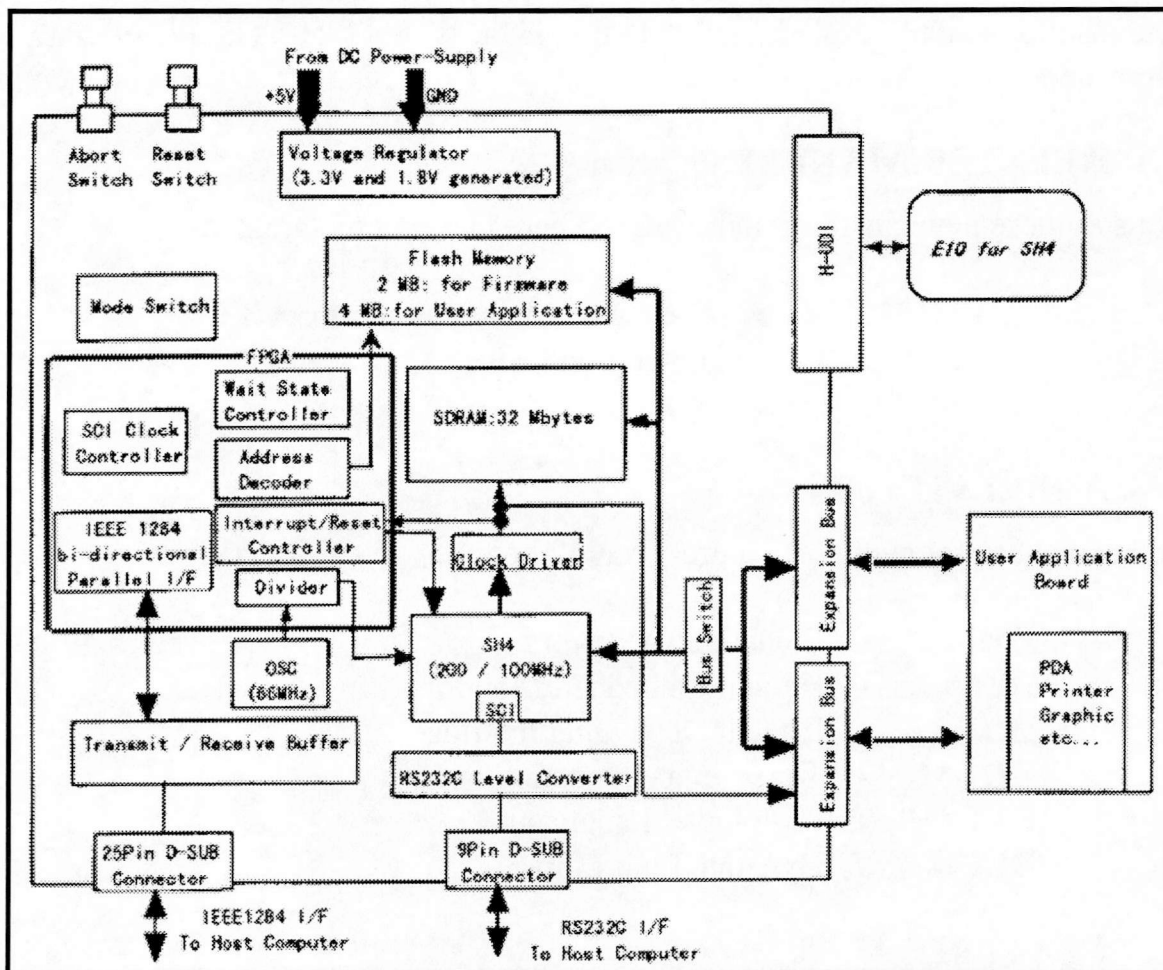 From DC Power-Supply
+5V
GND
Abort
Switch
Reset
Switch
Voltage Regulator
(3.3V and 1.8V generated)
H-UDI
E10 for SH4
Flash Memory
2 MB: for Firmware
4 MB:for User Application
Mode Switch
FPGA
Wait State
Controller
SCI Clock
Controller
Address
Decoder
SDRAM:32 Mbytes
IEEE 1284
bi-directional
Parallel I/F
Interrupt/Reset
Controller
Clock Driver
Divider
OSC
(66MHz)
SH4
(200 / 100MHz)
SCI
Bus Switch
Expansion Bus
Expansion Bus
User Application
Board
PDA
Printer
Graphic
etc...
Transmit / Receive Buffer
RS232C Level Converter
25Pin D-SUB
Connector
9Pin D-SUB
Connector
IEEE1284 I/F
To Host Computer
RS232C I/F
To Host Computer